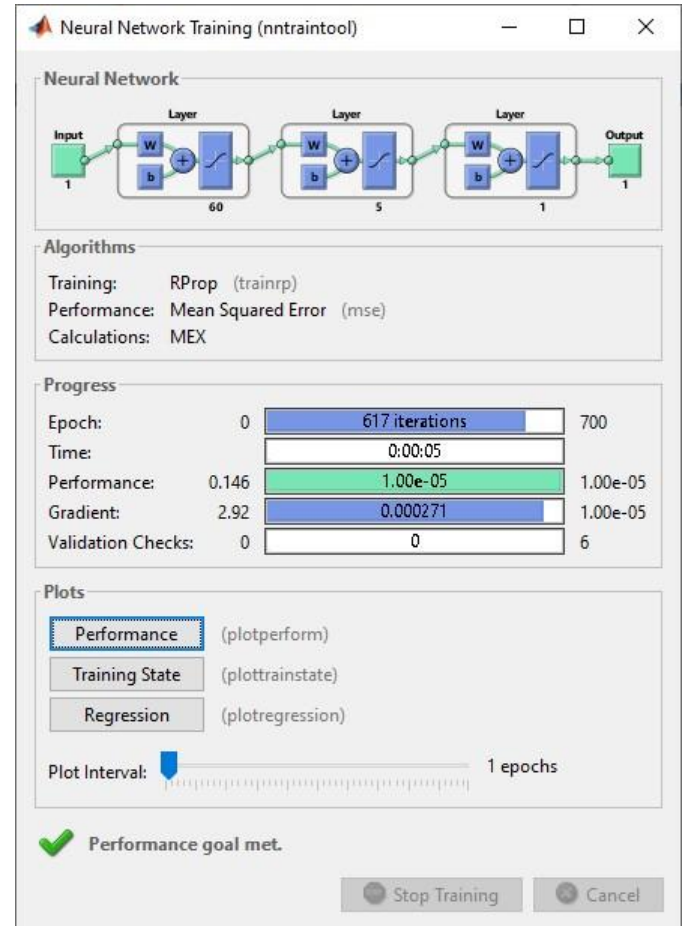 Neural Network Training (nntraintool)
Neural Network
Layer Layer Layer
Input Output
W W W
b b b
1 1
60 5 1
Algorithms
Training: RProp (trainrp)
Performance: Mean Squared Error (mse)
Calculations: MEX
Progress
Epoch: 0 617 iterations 700
Time: 0:00:05
Performance: 0.146 1.00e-05 1.00e-05
Gradient: 2.92 0.000271 1.00e-05
Validation Checks: 0 0 6
Plots
Performance (plotperform)
Training State (plottrainstate)
Regression (plotregression)
Plot Interval: 1 epochs
Performance goal met.
Stop Training Cancel